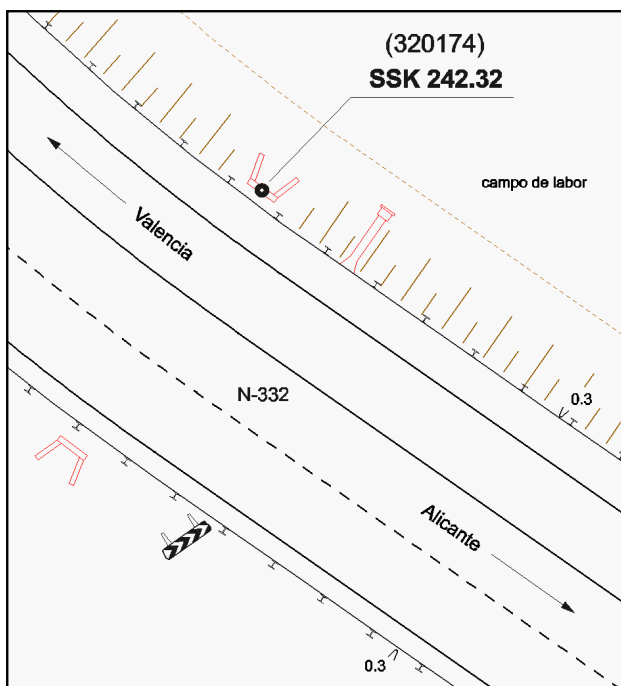 (320174)
SSK 242.32
campo de labor
Valencia
N-332
0.3
Alicante
0.3